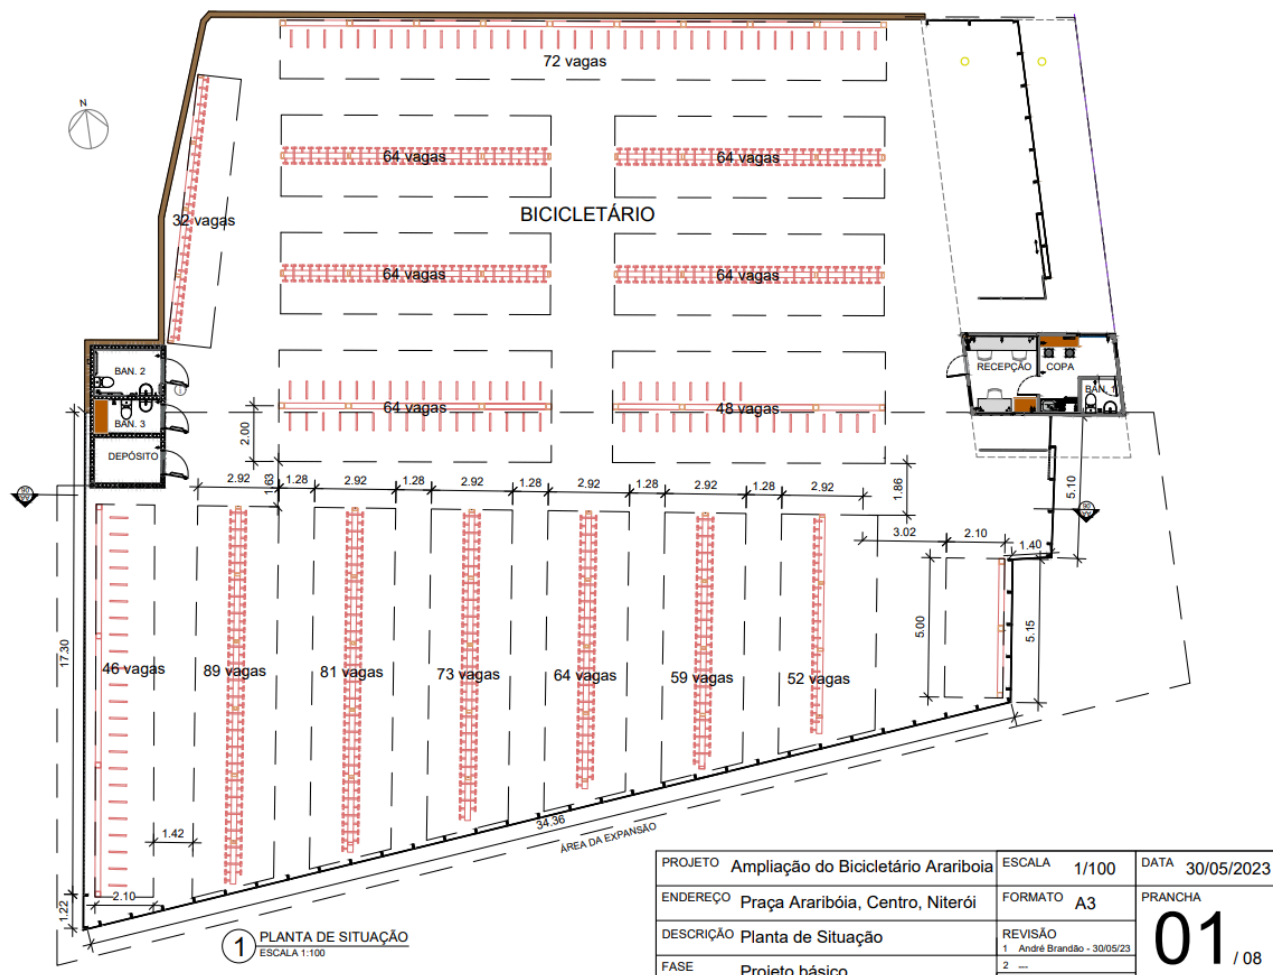 72 vagas
N
64 vagas
64 vagas
32 vagas
BICICLETÁRIO
64 vagas
64 vagas
BAN. 2
RECEPÇÃO
COPA
BAN. 1
64 vagas
48 vagas
BAN. 3
2.00
DEPÓSITO
2.92
1.63
1.28
2.92
1.28
2.92
1.28
2.92
1.28
2.92
1.28
2.92
1.86
5.10
3.02
2.10
1.40
17.30
5.00
5.15
46 vagas
89 vagas
81 vagas
73 vagas
64 vagas
59 vagas
52 vagas
1.42
34.36
ÁREA DA EXPANSÃO
2.10
1.22
1
PLANTA DE SITUAÇÃO
ESCALA 1:100
PROJETO Ampliação do Bicicletário Arariboia
ESCALA 1/100
DATA 30/05/2023
ENDEREÇO Praça Araribóia, Centro, Niterói
FORMATO A3
PRANCHA
01 / 08
DESCRIÇÃO Planta de Situação
REVISÃO
1 André Brandão - 30/05/23
2 ---
FASE Projeto básico